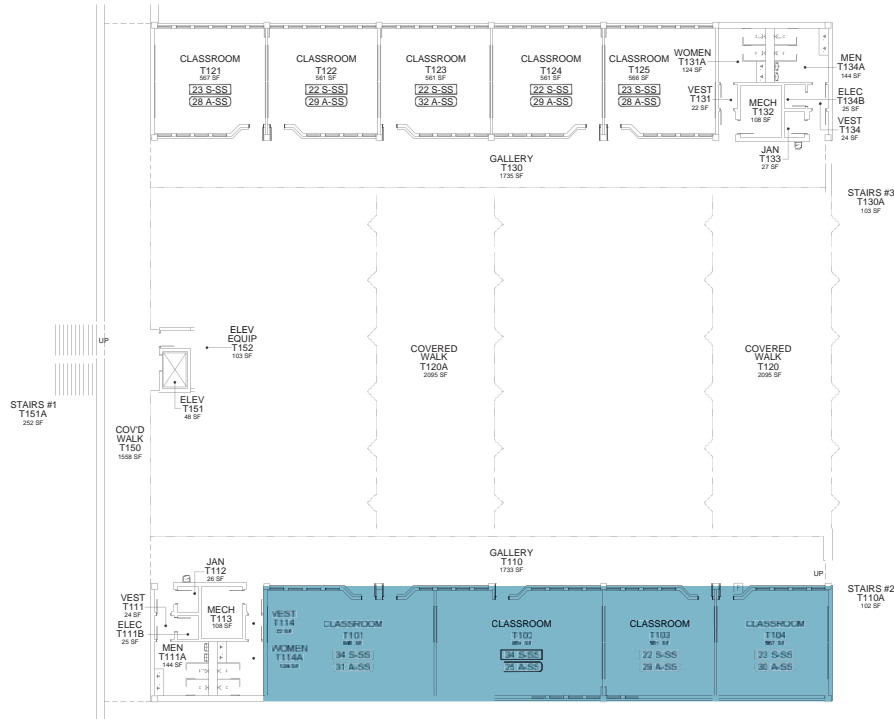 CLASSROOM
T121
567 SF
23 S-SS
28 A-SS
CLASSROOM
T122
561 SF
22 S-SS
29 A-SS
CLASSROOM
T123
561 SF
22 S-SS
32 A-SS
CLASSROOM
T124
561 SF
22 S-SS
29 A-SS
CLASSROOM
T125
566 SF
23 S-SS
28 A-SS
WOMEN
T131A
124 SF
MEN
T134A
144 SF
VEST
T131
22 SF
MECH
T132
108 SF
ELEC
T134B
25 SF
VEST
T134
24 SF
JAN
T133
27 SF
GALLERY
T130
1735 SF
STAIRS #3
T130A
103 SF
UP
ELEV
EQUIP
T152
103 SF
ELEV
T151
48 SF
COVERED
WALK
T120A
2095 SF
COVERED
WALK
T120
2095 SF
STAIRS #1
T151A
252 SF
COV'D
WALK
T150
1558 SF
GALLERY
T110
1733 SF
UP
STAIRS #2
T110A
102 SF
JAN
T112
26 SF
VEST
T111
24 SF
ELEC
T111B
25 SF
MECH
T113
108 SF
MEN
T111A
144 SF
VEST
T114
22 SF
WOMEN
T114A
CLASSROOM
T101
34 S-SS
31 A-SS
CLASSROOM
T102
34 S-SS
35 A-SS
CLASSROOM
T103
22 S-SS
29 A-SS
CLASSROOM
T104
23 S-SS
30 A-SS